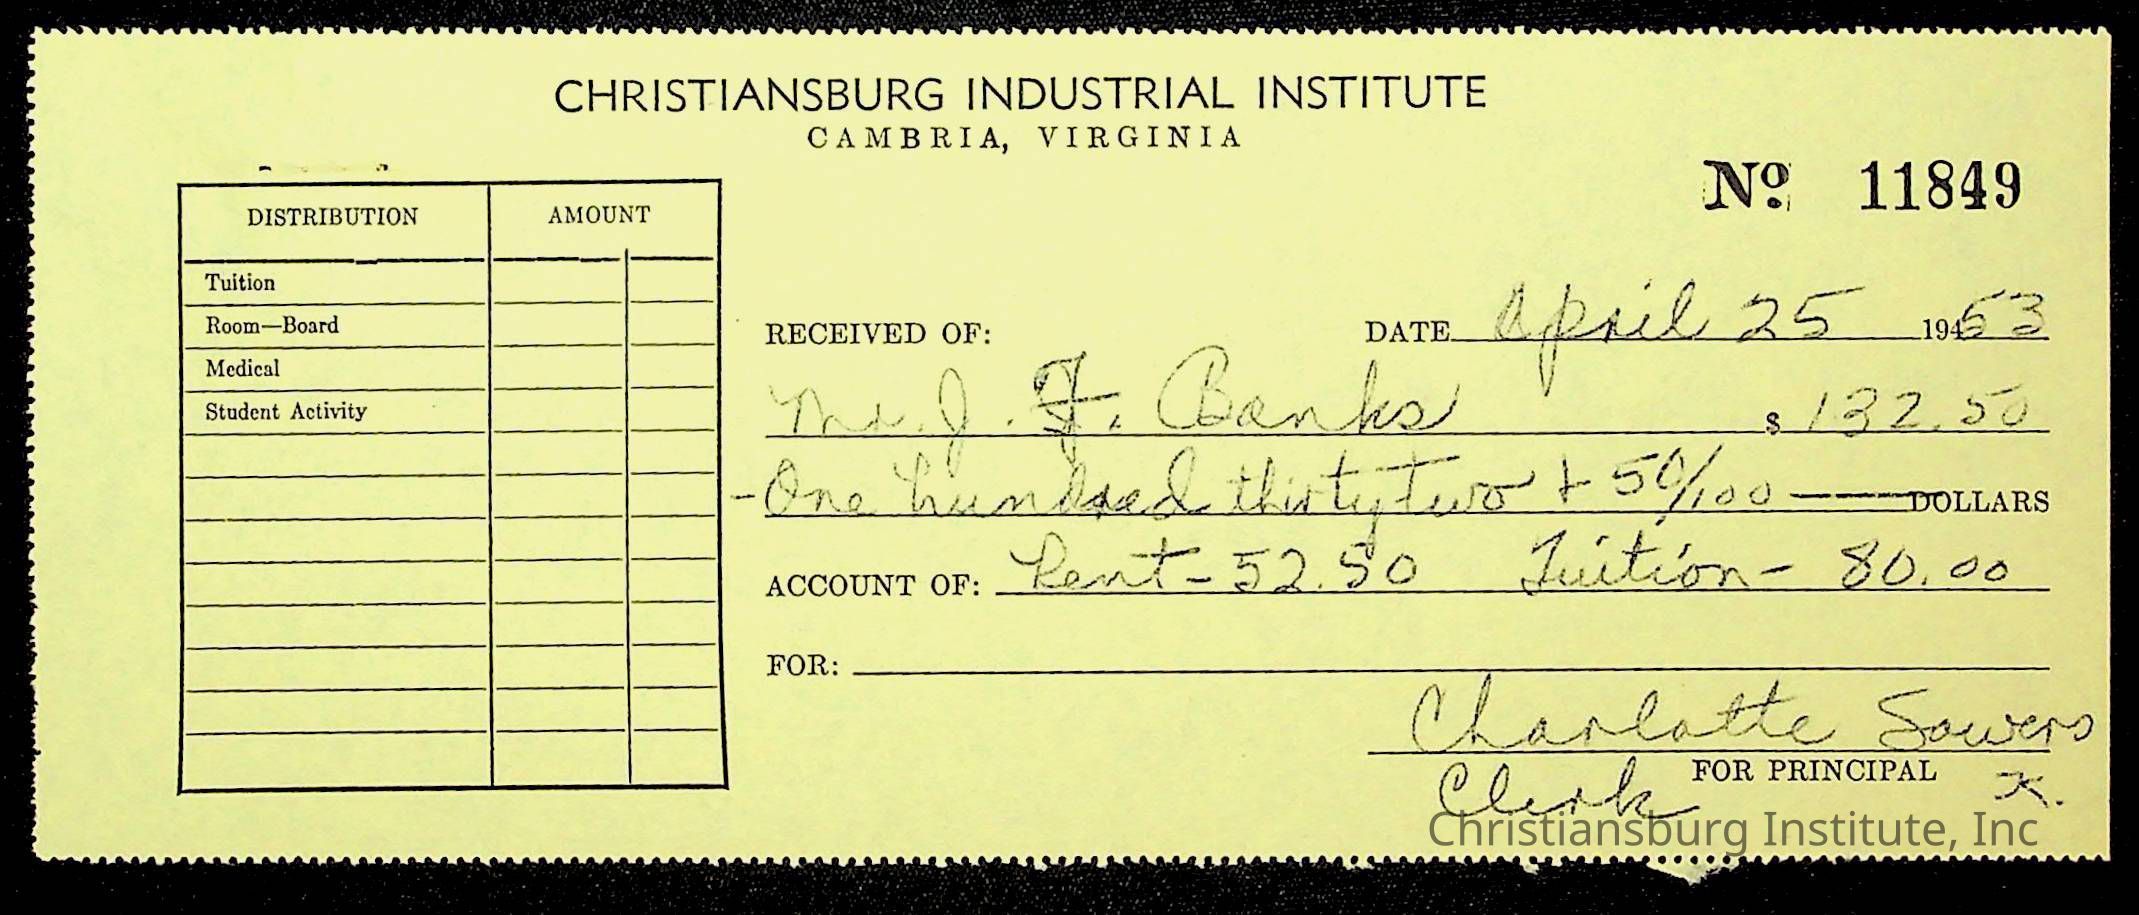 CHRISTIANSBURG INDUSTRIAL INSTITUTE
CAMBRIA, VIRGINIA
No. 11849
DISTRIBUTION AMOUNT
Tuition
Room—Board
Medical
Student Activity
RECEIVED OF: DATE April 25 19453
Mr. J. F. Banks $ 132.50
-One hundred thirty two + 50/100 — DOLLARS
ACCOUNT OF: Rent - 52.50 Tuition - 80.00
FOR:
Charlotte Sowers
FOR PRINCIPAL
Clerk K.
Christiansburg Institute, Inc